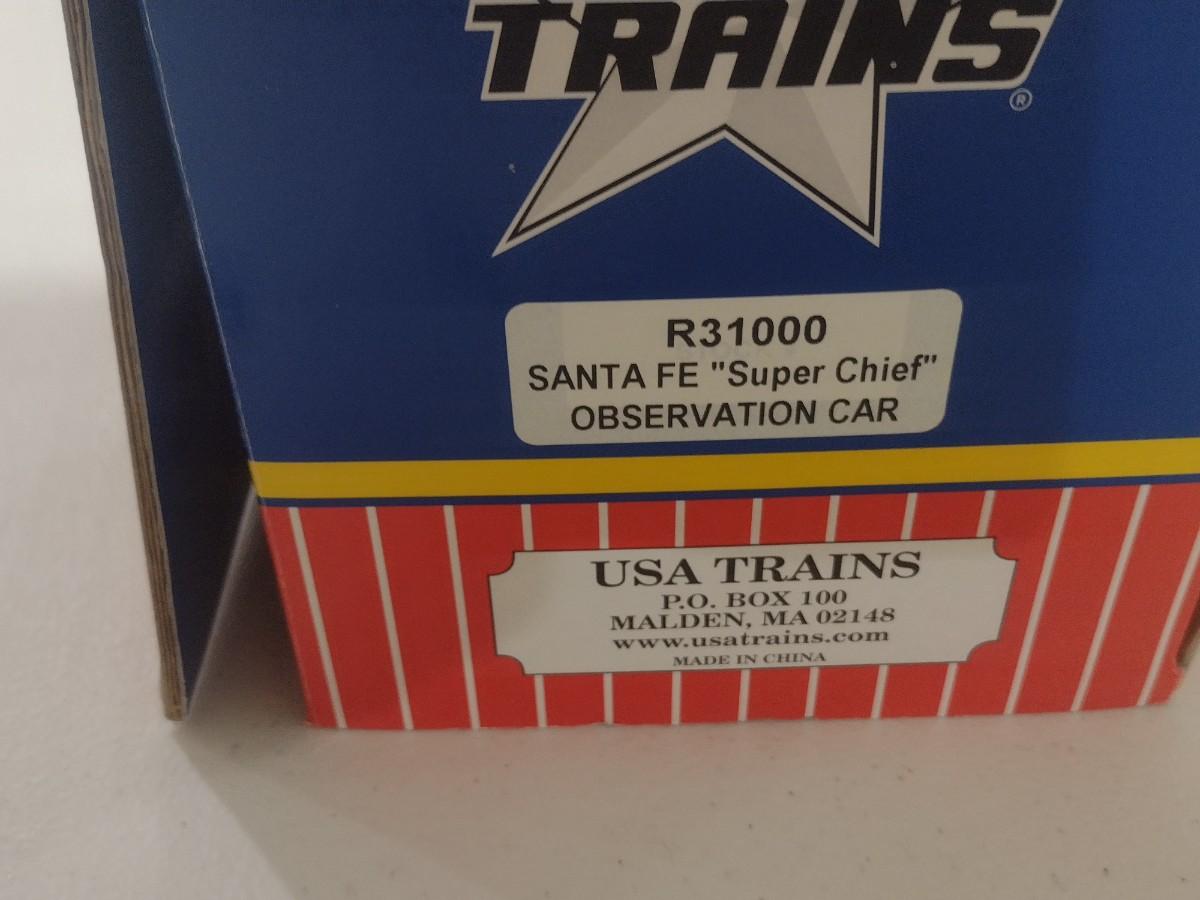 TRAINS
®
R31000
SANTA FE "Super Chief"
OBSERVATION CAR
USA TRAINS
P.O. BOX 100
MALDEN, MA 02148
www.usatrains.com
MADE IN CHINA